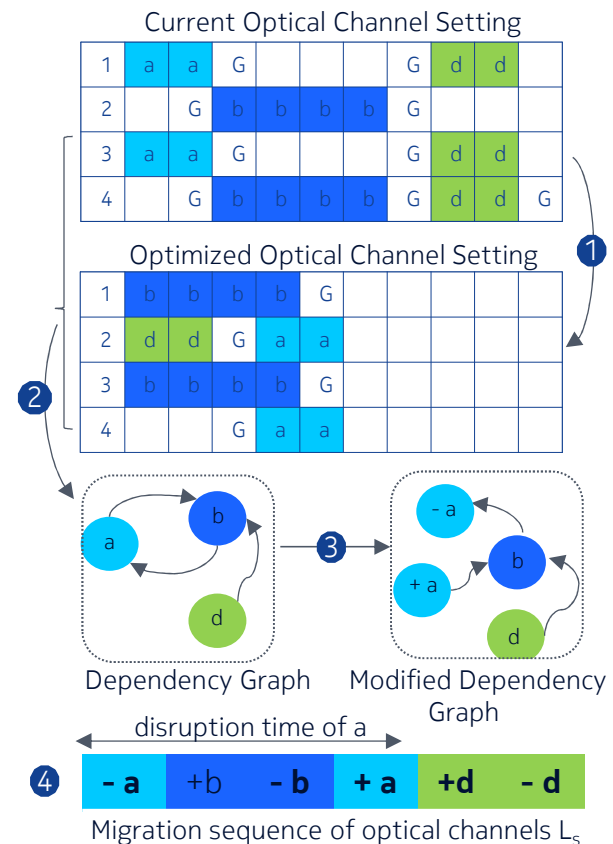 Current Optical Channel Setting
1 a a G G d d
2 G b b b b G
3 a a G G d d
4 G b b b b G d d G
1
Optimized Optical Channel Setting
1 b b b b G
2 d d G a a
3 b b b b G
4 G a a
2
a b d
3
- a + a b d
Dependency Graph
Modified Dependency
Graph
disruption time of a
4
- a +b - b + a +d - d
Migration sequence of optical channels Ls